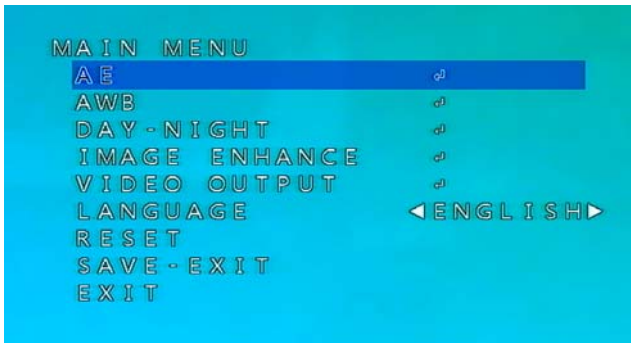 MAIN MENU
AE ↵
AWB ↵
DAY-NIGHT ↵
IMAGE ENHANCE ↵
VIDEO OUTPUT ↵
LANGUAGE ◀ENGLISH▶
RESET
SAVE-EXIT
EXIT